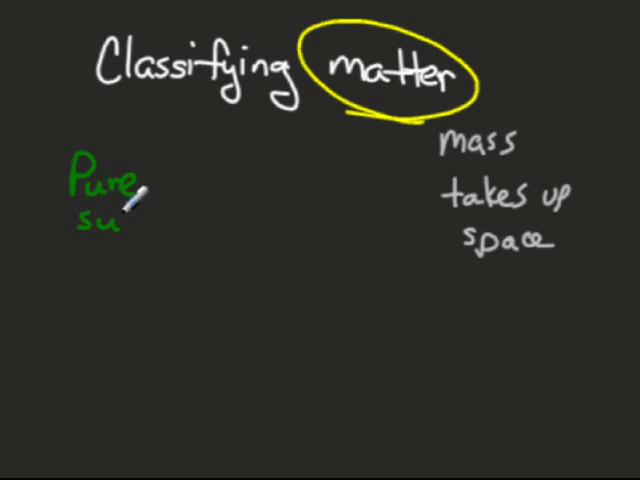 Classifying matter
mass
takes up
space
Pure
su